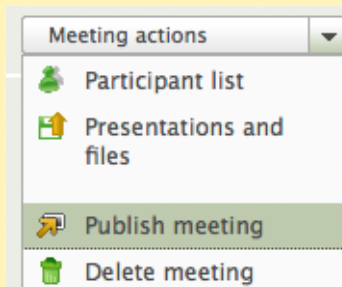 Meeting actions
Participant list
Presentations and
files
Publish meeting
Delete meeting